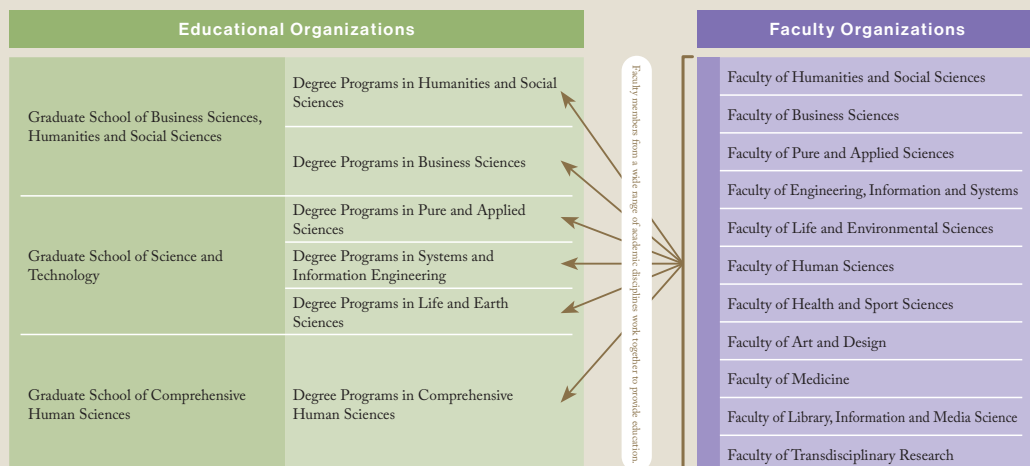 Educational Organizations
Graduate School of Business Sciences,
Humanities and Social Sciences
Degree Programs in Humanities and Social
Sciences
Degree Programs in Business Sciences
Graduate School of Science and
Technology
Degree Programs in Pure and Applied
Sciences
Degree Programs in Systems and
Information Engineering
Degree Programs in Life and Earth
Sciences
Graduate School of Comprehensive
Human Sciences
Degree Programs in Comprehensive
Human Sciences
Faculty members from a wide range of academic disciplines work together to provide education.
Faculty Organizations
Faculty of Humanities and Social Sciences
Faculty of Business Sciences
Faculty of Pure and Applied Sciences
Faculty of Engineering, Information and Systems
Faculty of Life and Environmental Sciences
Faculty of Human Sciences
Faculty of Health and Sport Sciences
Faculty of Art and Design
Faculty of Medicine
Faculty of Library, Information and Media Science
Faculty of Transdisciplinary Research